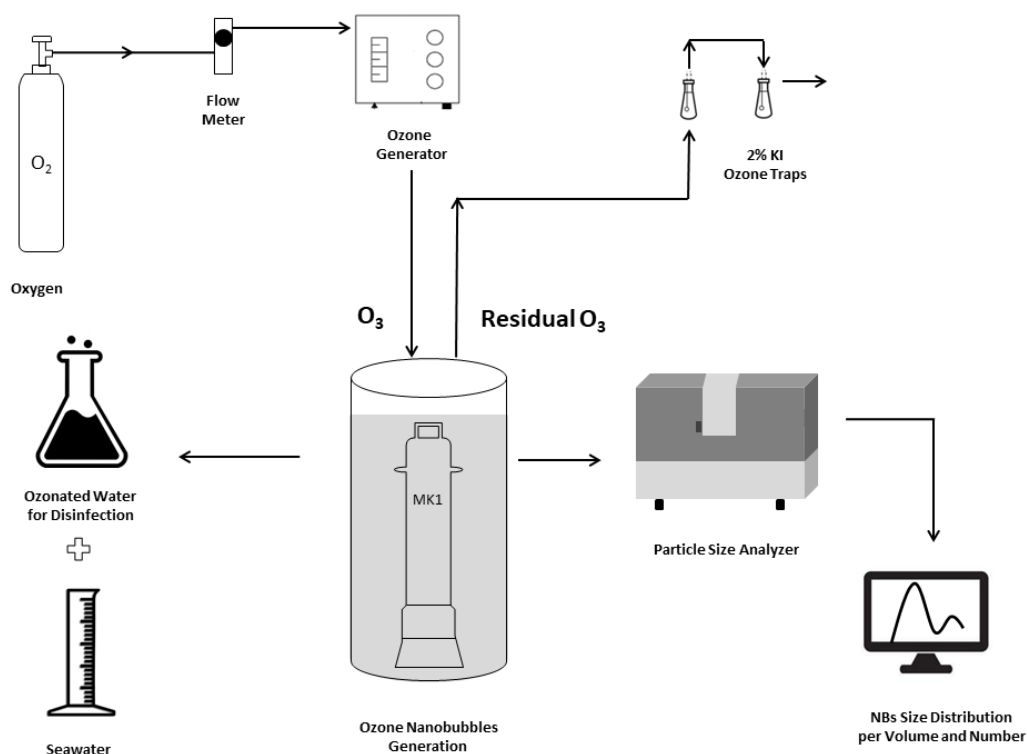 O2
Oxygen
Flow
Meter
Ozone
Generator
2% KI
Ozone Traps
O3
Residual O3
MK1
Ozonated Water
for Disinfection
Seawater
Ozone Nanobubbles
Generation
Particle Size Analyzer
NBs Size Distribution
per Volume and Number